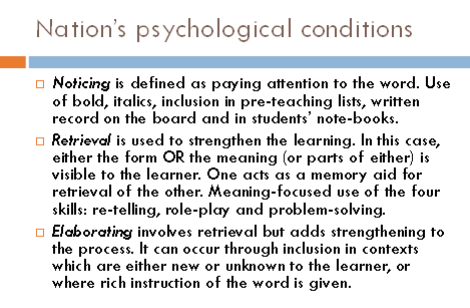 Nation's psychological conditions
Noticing is defined as paying attention to the word. Use
of bold, italics, inclusion in pre-teaching lists, written
record on the board and in students' note-books.
Retrieval is used to strengthen the learning. In this case,
either the form OR the meaning (or parts of either) is
visible to the learner. One acts as a memory aid for
retrieval of the other. Meaning-focused use of the four
skills: re-telling, role-play and problem-solving.
Elaborating involves retrieval but adds strengthening to
the process. It can occur through inclusion in contexts
which are either new or unknown to the learner, or
where rich instruction of the word is given.